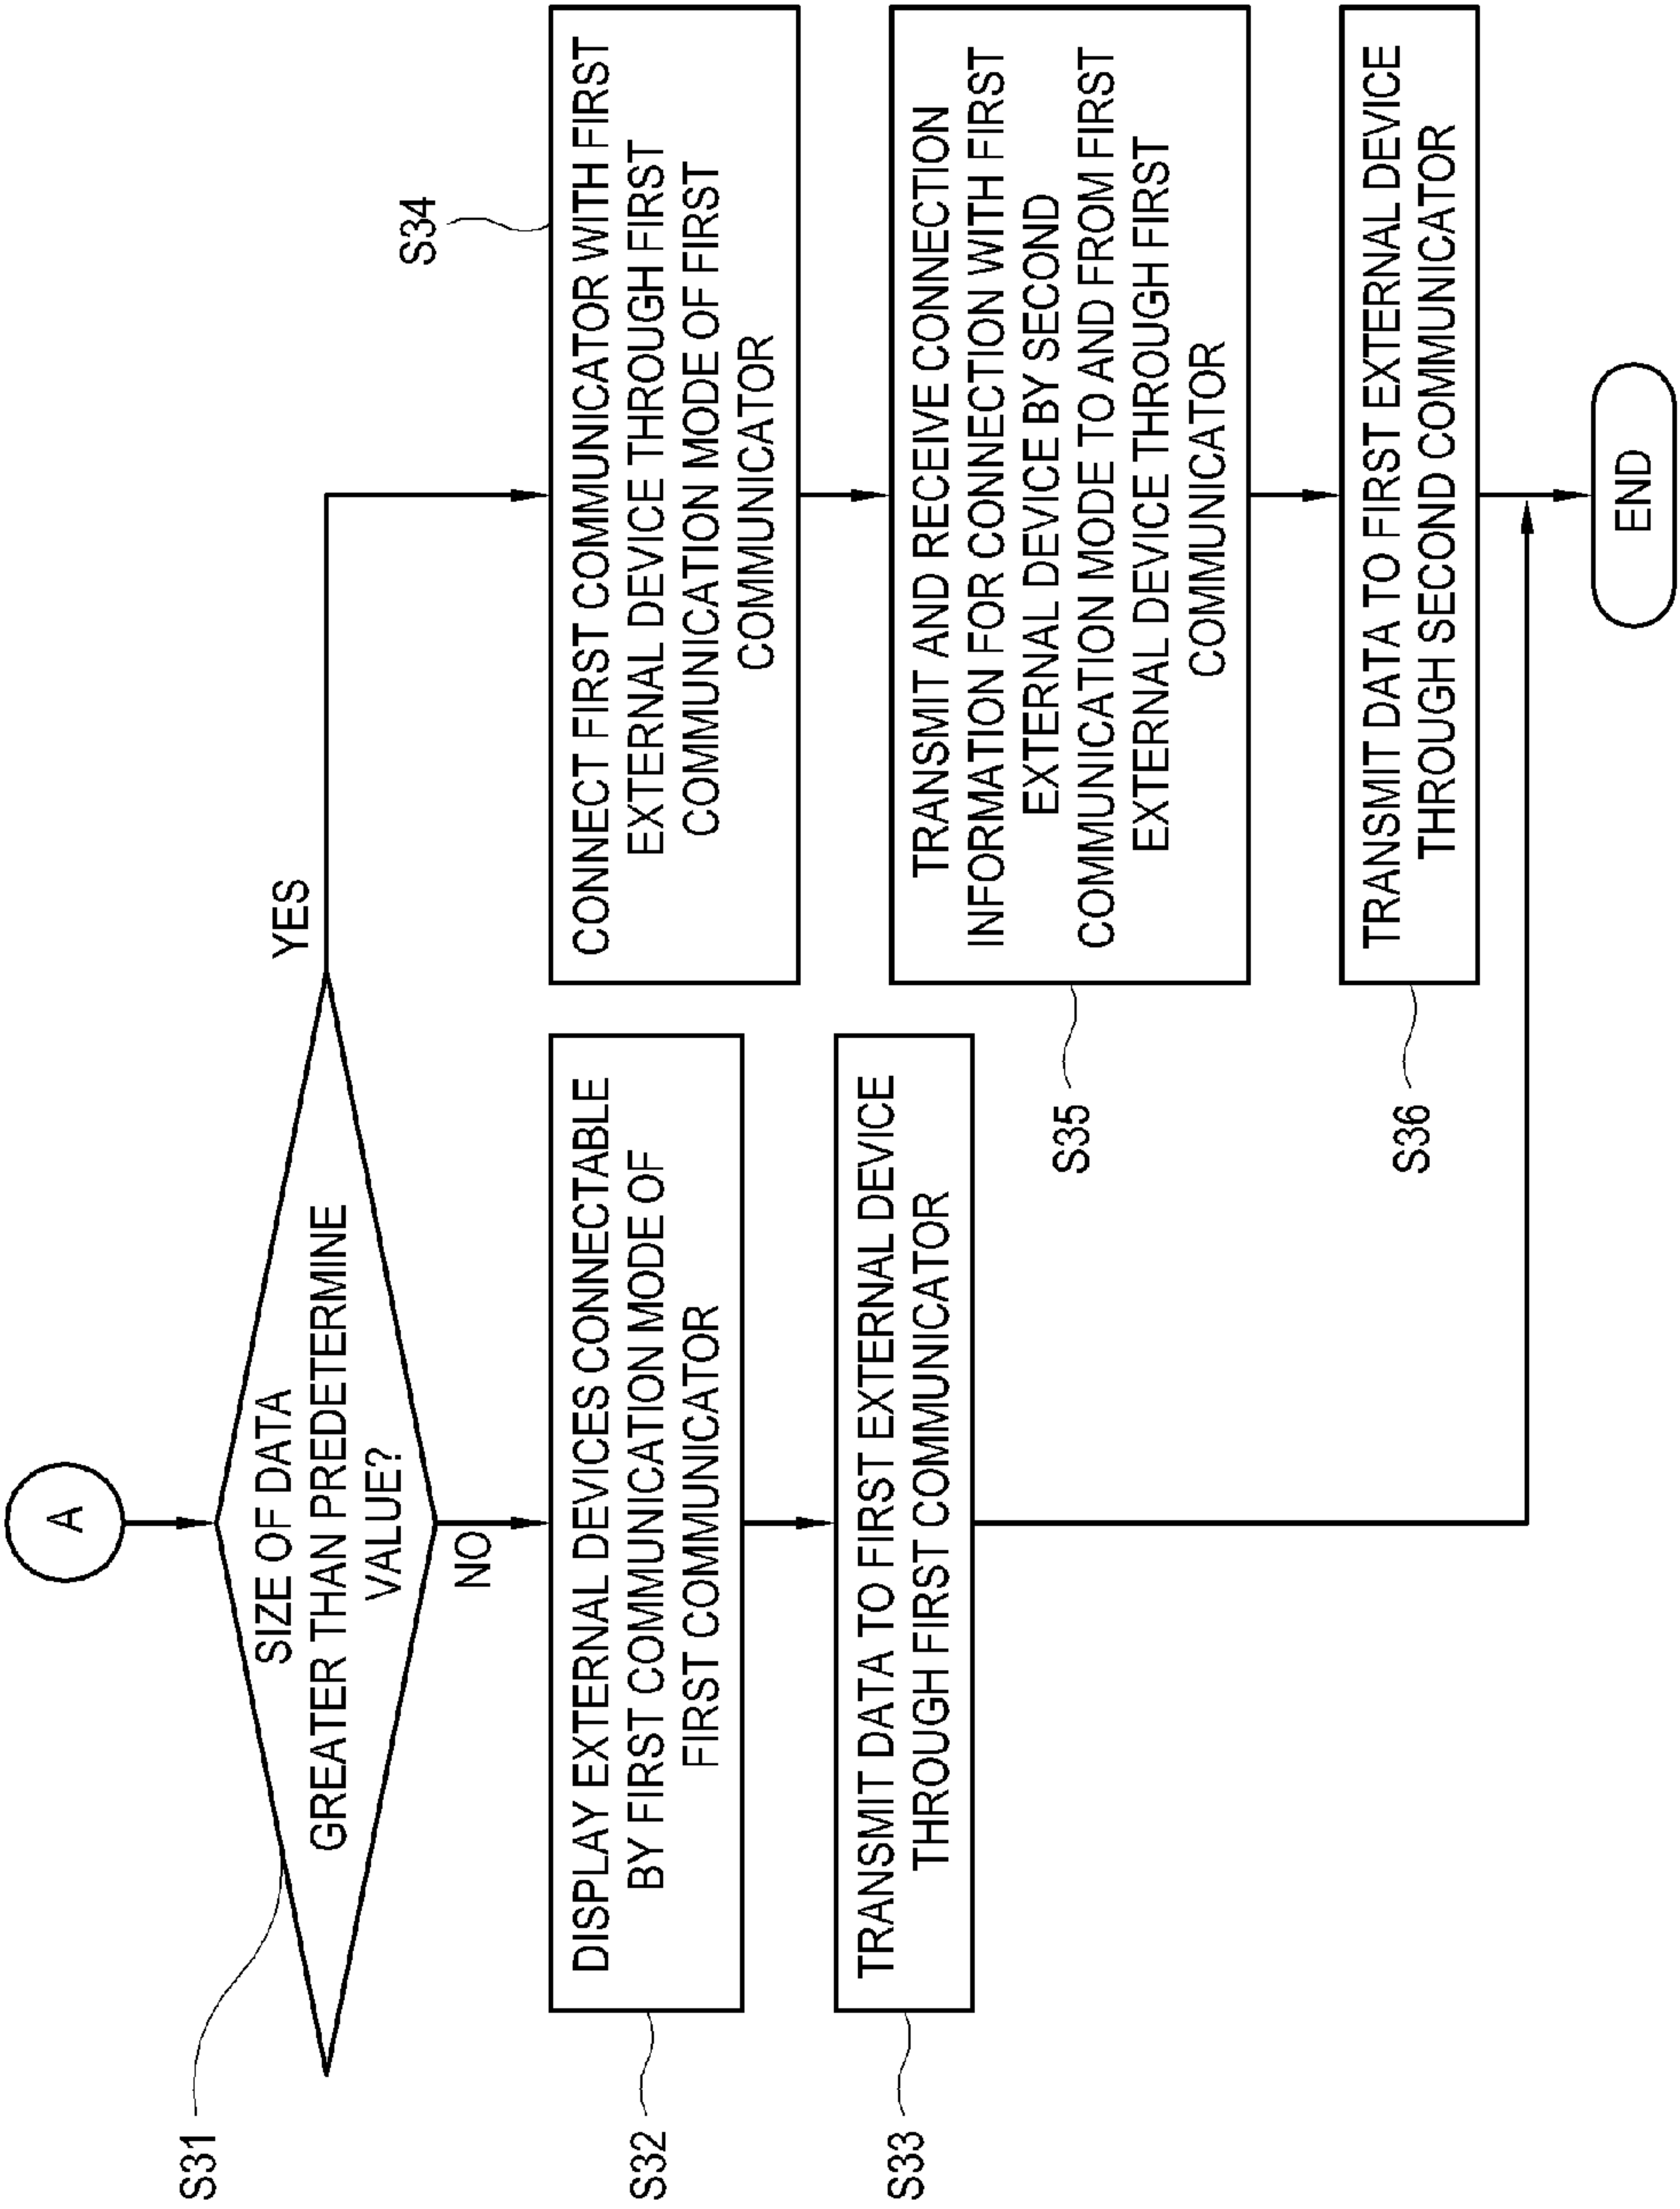 A
SIZE OF DATA
GREATER THAN PREDETERMINE
VALUE?
S31
YES
NO
DISPLAY EXTERNAL DEVICES CONNECTABLE
BY FIRST COMMUNICATION MODE OF
FIRST COMMUNICATOR
S32
TRANSMIT DATA TO FIRST EXTERNAL DEVICE
THROUGH FIRST COMMUNICATOR
S33
S34
CONNECT FIRST COMMUNICATOR WITH FIRST
EXTERNAL DEVICE THROUGH FIRST
COMMUNICATION MODE OF FIRST
COMMUNICATOR
TRANSMIT AND RECEIVE CONNECTION
INFORMATION FOR CONNECTION WITH FIRST
EXTERNAL DEVICE BY SECOND
COMMUNICATION MODE TO AND FROM FIRST
EXTERNAL DEVICE THROUGH FIRST
COMMUNICATOR
S35
TRANSMIT DATA TO FIRST EXTERNAL DEVICE
THROUGH SECOND COMMUNICATOR
S36
END